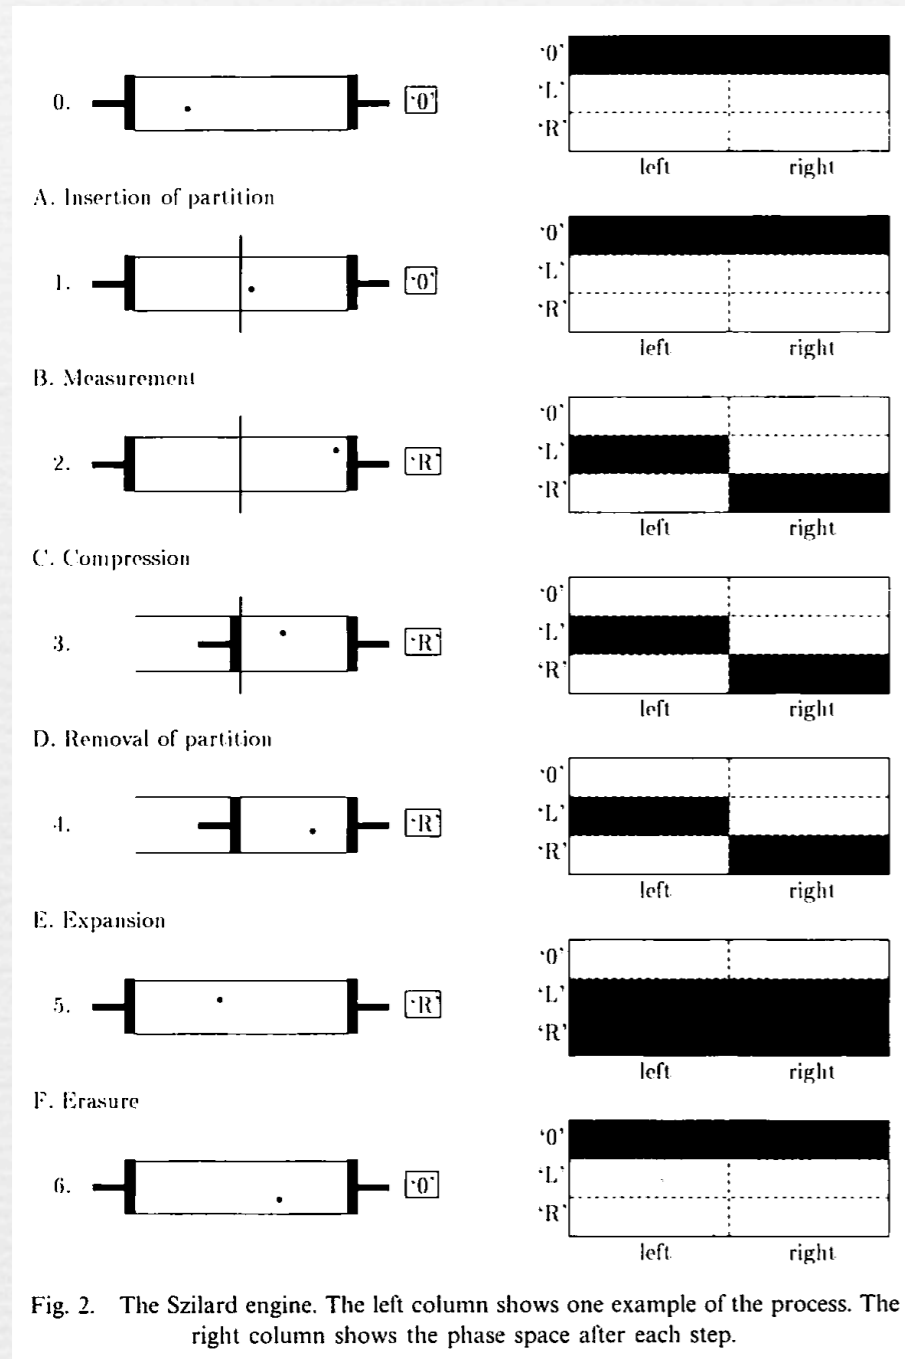 0. '0' '0'
'L'
'R'
left right
A. Insertion of partition
1. '0' '0'
'L'
'R'
left right
B. Measurement
2. 'R' '0'
'L'
'R'
left right
C. Compression
3. 'R' '0'
'L'
'R'
left right
D. Removal of partition
4. 'R' '0'
'L'
'R'
left right
E. Expansion
5. 'R' '0'
'L'
'R'
left right
F. Erasure
6. '0' '0'
'L'
'R'
left right
Fig. 2. The Szilard engine. The left column shows one example of the process. The
right column shows the phase space after each step.